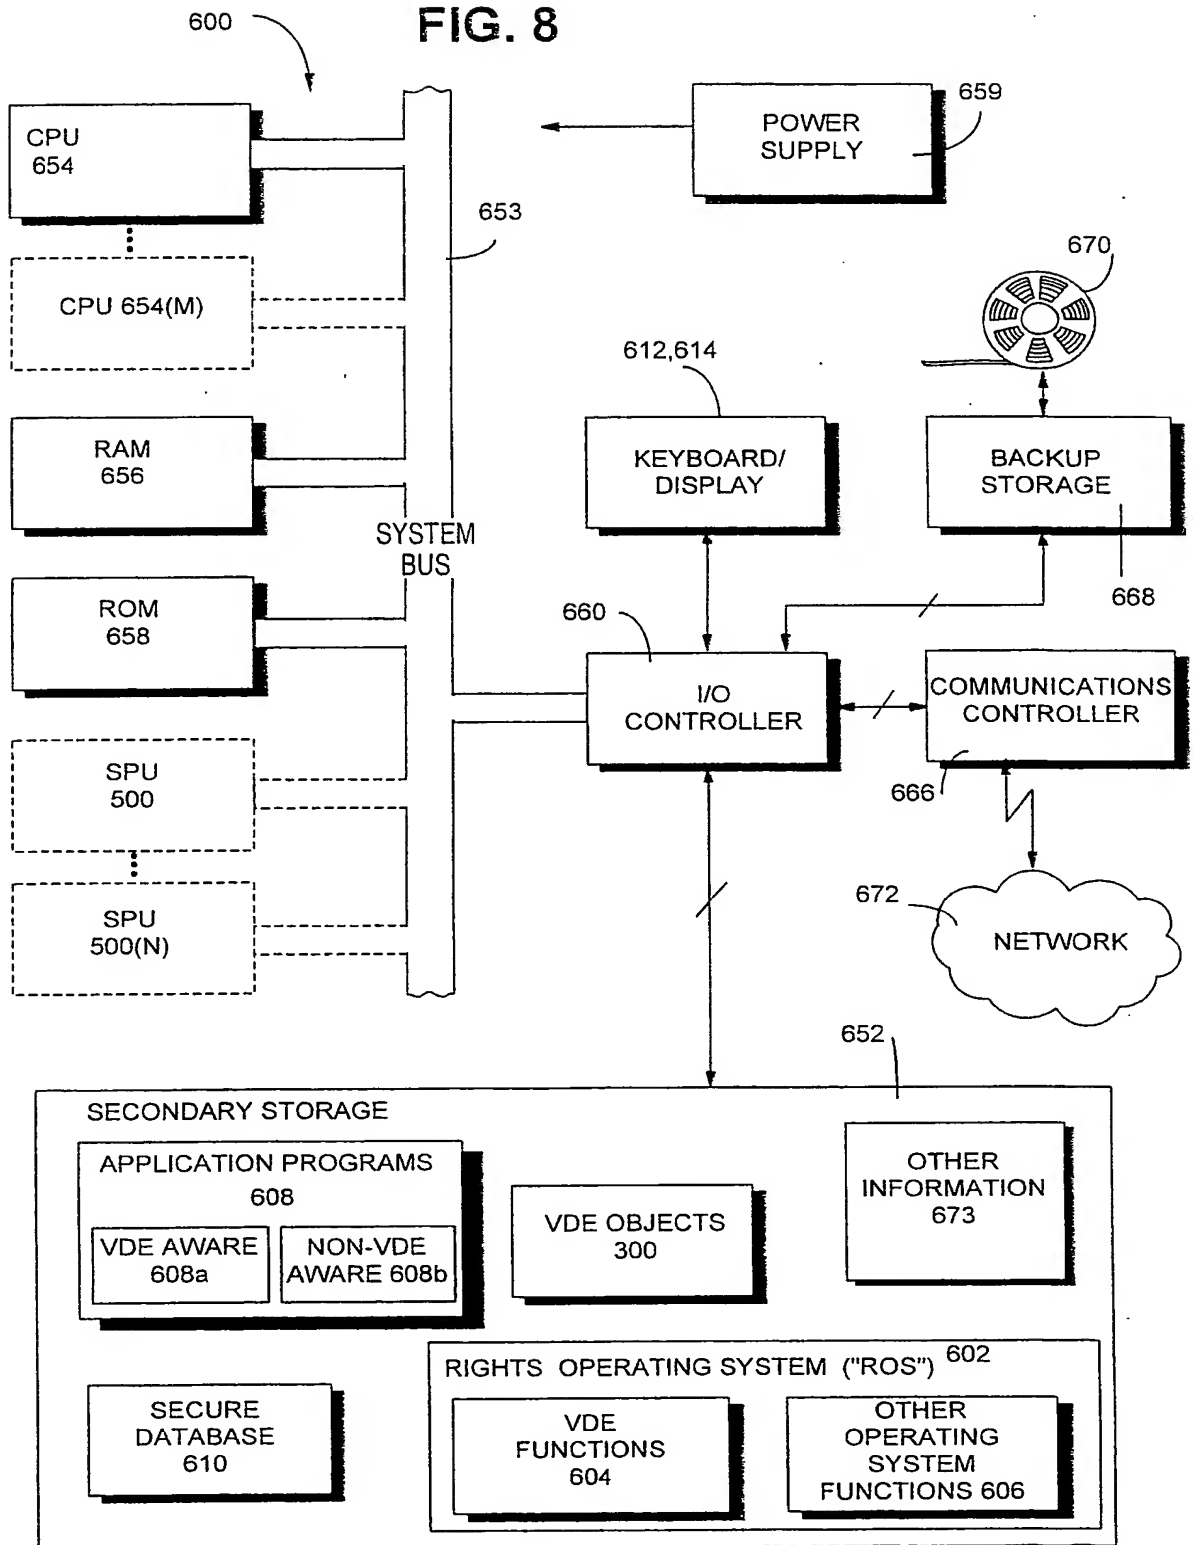 FIG. 8
600
CPU
654
POWER
SUPPLY
659
653
CPU 654(M)
670
612,614
RAM
656
KEYBOARD/
DISPLAY
BACKUP
STORAGE
668
SYSTEM
BUS
ROM
658
660
I/O
CONTROLLER
COMMUNICATIONS
CONTROLLER
666
SPU
500
SPU
500(N)
672
NETWORK
652
SECONDARY STORAGE
APPLICATION PROGRAMS
608
VDE AWARE
608a
NON-VDE
AWARE 608b
VDE OBJECTS
300
OTHER
INFORMATION
673
SECURE
DATABASE
610
RIGHTS OPERATING SYSTEM ("ROS") 602
VDE
FUNCTIONS
604
OTHER
OPERATING
SYSTEM
FUNCTIONS 606